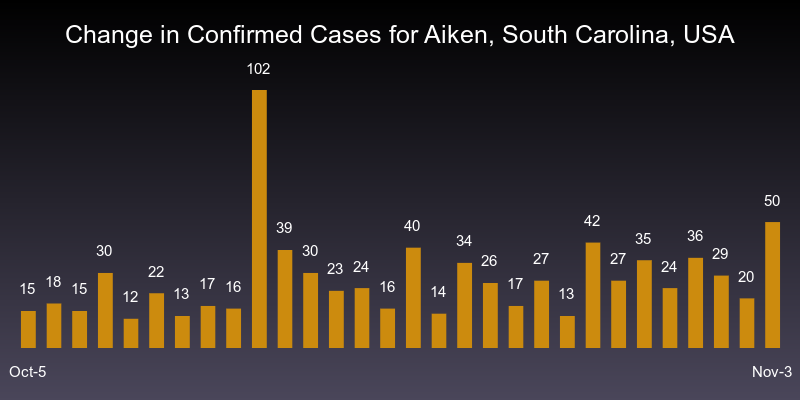 Change in Confirmed Cases for Aiken, South Carolina, USA
15 18 15 30 12 22 13 17 16 102 39 30 23 24 16 40 14 34 26 17 27 13 42 27 35 24 36 29 20 50
Oct-5 Nov-3